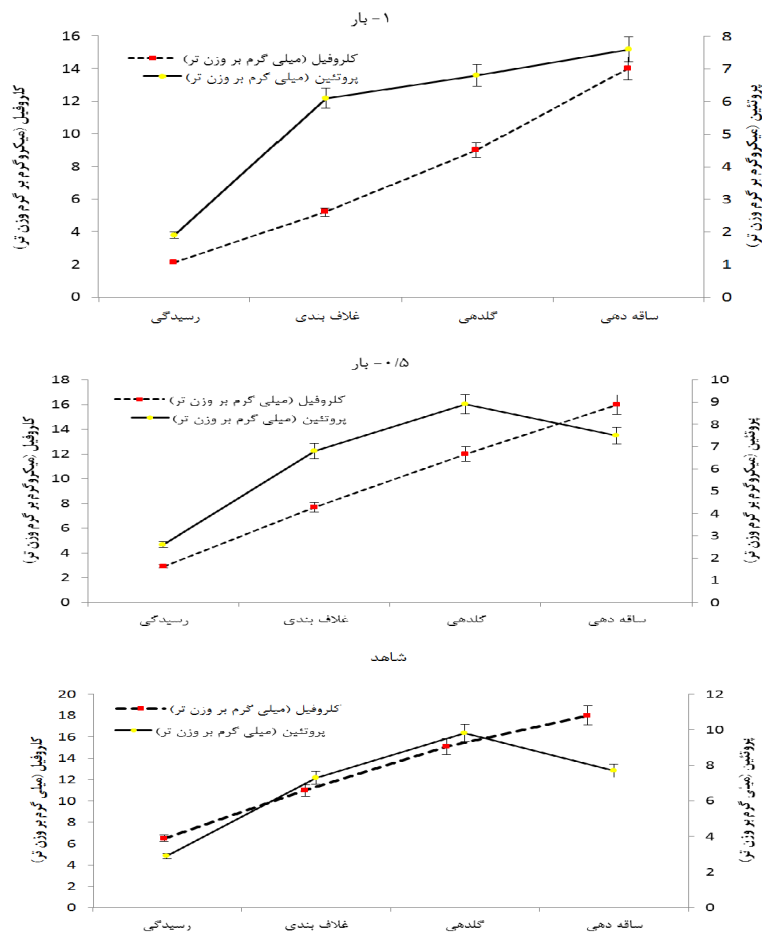 ۱- بار
کلروفیل (میلی گرم بر وزن تر)
پروتئین (میلی گرم بر وزن تر)
کلروفیل (میکروگرم بر گرم وزن تر)
16
14
12
10
8
6
4
2
0
پروتئین (میکروگرم بر گرم وزن تر)
8
7
6
5
4
3
2
1
0
رسیدگی
غلاف بندی
گلدهی
ساقه دهی
۰/۵- بار
کلروفیل (میلی گرم بر وزن تر)
پروتئین (میلی گرم بر وزن تر)
کلروفیل (میکروگرم بر گرم وزن تر)
18
16
14
12
10
8
6
4
2
0
پروتئین (میکروگرم بر گرم وزن تر)
10
9
8
7
6
5
4
3
2
1
0
رسیدگی
غلاف بندی
گلدهی
ساقه دهی
شاهد
کلروفیل (میلی گرم بر وزن تر)
پروتئین (میلی گرم بر وزن تر)
کلروفیل (میلی گرم بر وزن تر)
20
18
16
14
12
10
8
6
4
2
0
پروتئین (میلی گرم بر وزن تر)
12
10
8
6
4
2
0
رسیدگی
غلاف بندی
گلدهی
ساقه دهی